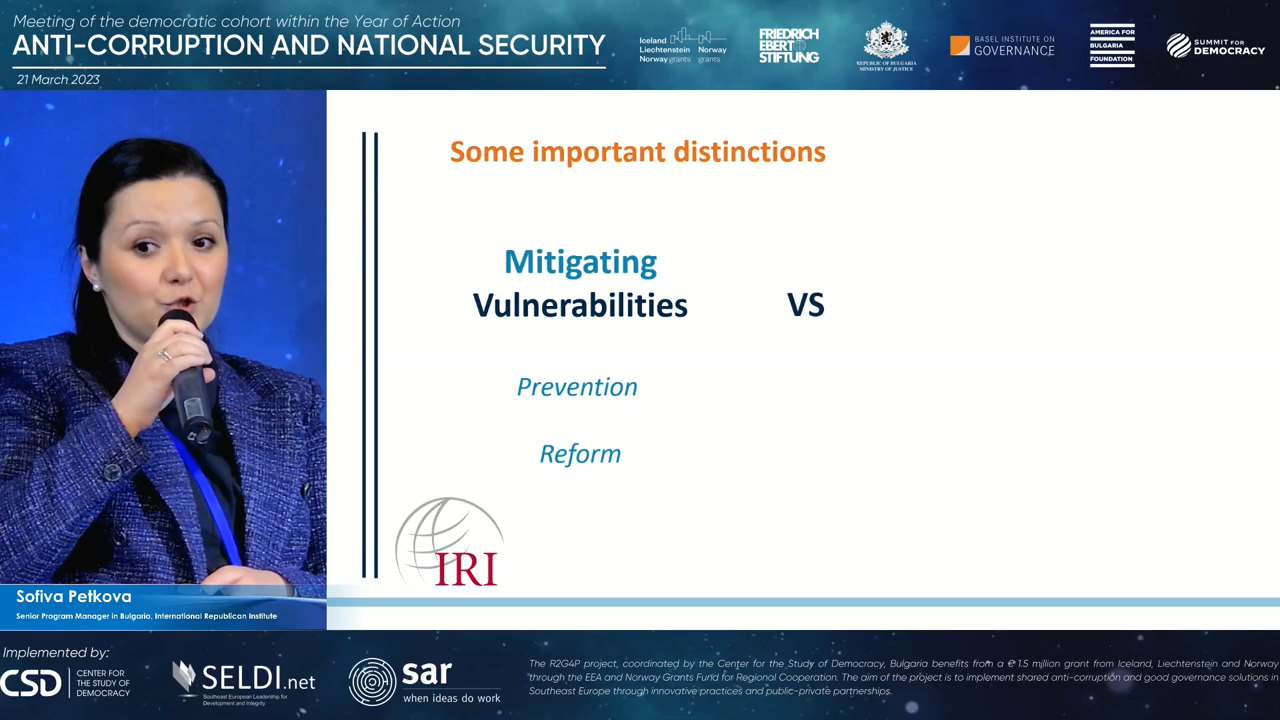 Meeting of the democratic cohort within the Year of Action
ANTI-CORRUPTION AND NATIONAL SECURITY
21 March 2023
Iceland
Liechtenstein Norway
Norway grants grants
FRIEDRICH
EBERT
STIFTUNG
REPUBLIC OF BULGARIA
MINISTRY OF JUSTICE
BASEL INSTITUTE ON
GOVERNANCE
AMERICA FOR
BULGARIA
FOUNDATION
SUMMIT FOR
DEMOCRACY
Some important distinctions
Mitigating
Vulnerabilities VS
Prevention
Reform
IRI
Sofiva Petkova
Senior Program Manager in Bulgaria, International Republican Institute
Implemented by:
CSD
CENTER FOR
THE STUDY OF
DEMOCRACY
SELDI.net
Southeast European Leadership for
Development and Integrity
sar
when ideas do work
The R2G4P project, coordinated by the Center for the Study of Democracy, Bulgaria benefits from a € 1.5 million grant from Iceland, Liechtenstein and Norway
through the EEA and Norway Grants Fund for Regional Cooperation. The aim of the project is to implement shared anti-corruption and good governance solutions in
Southeast Europe through innovative practices and public-private partnerships.